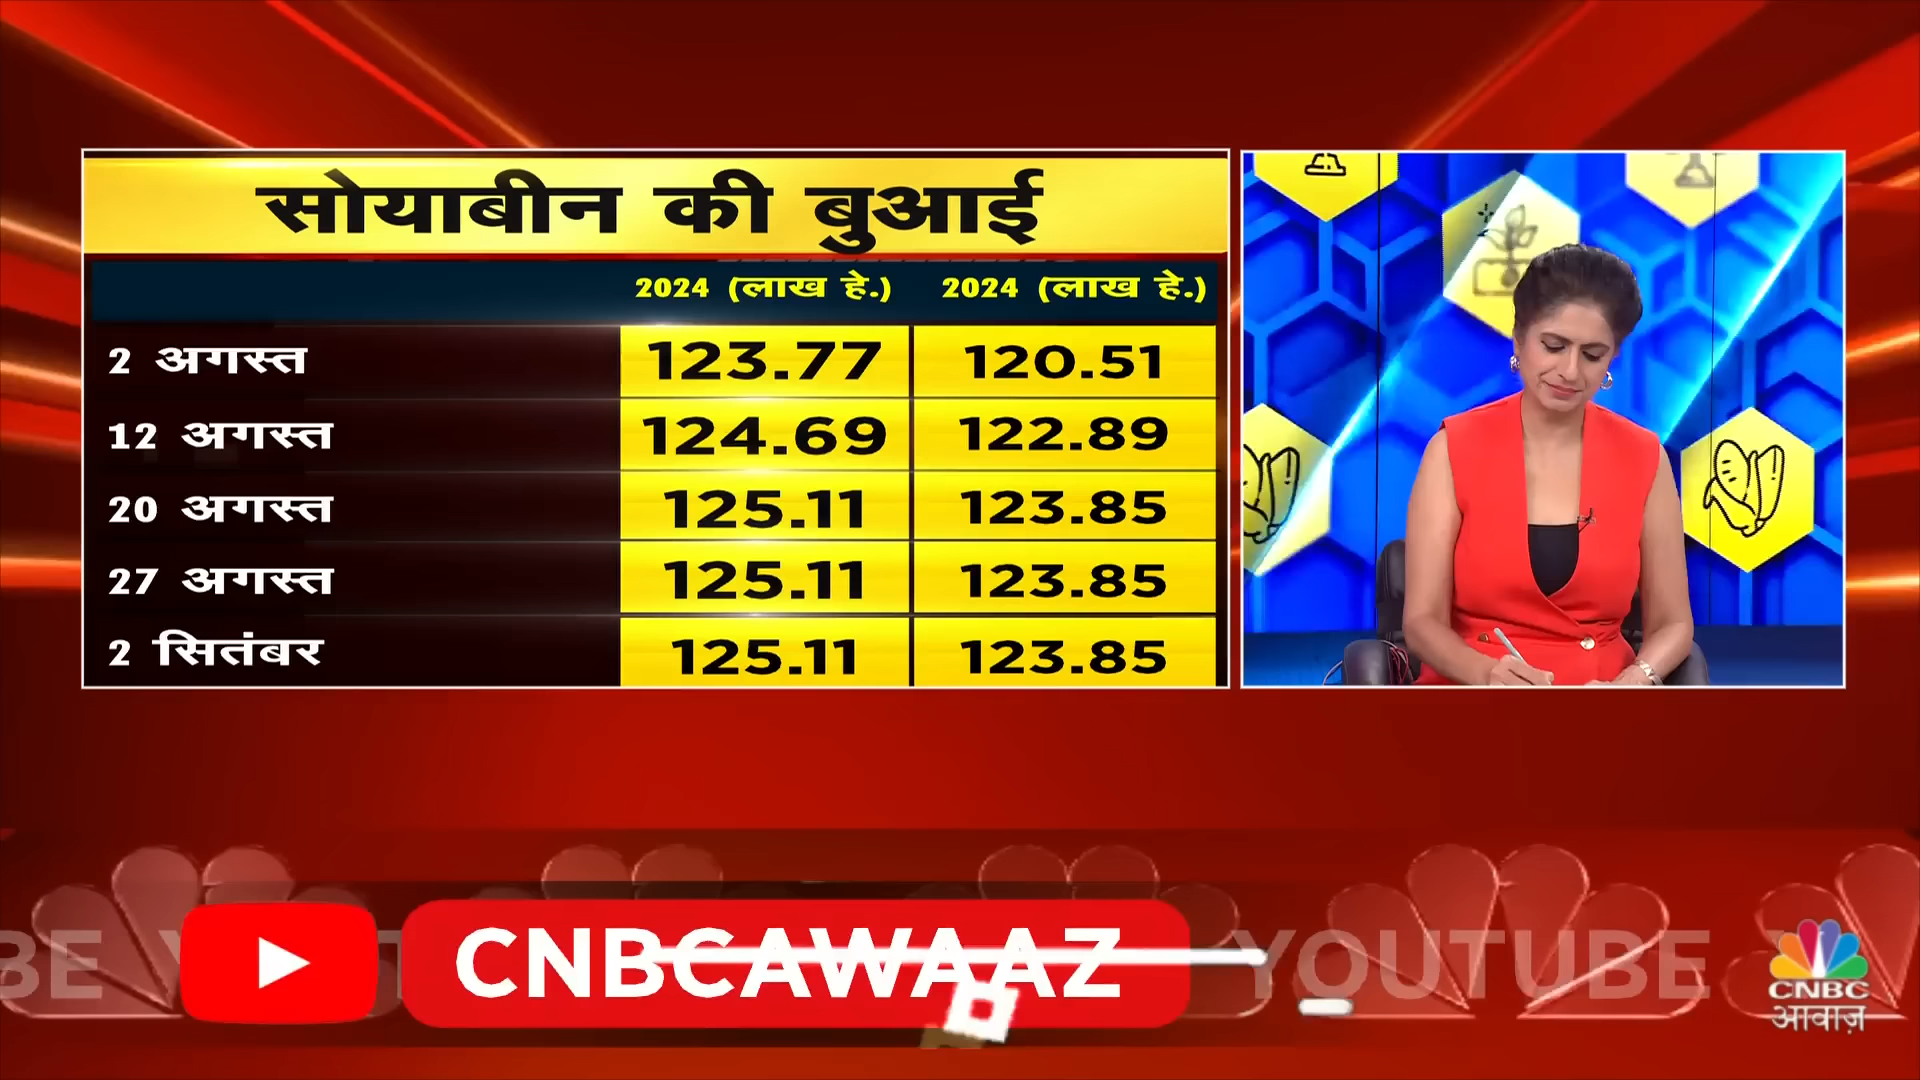 सोयाबीन की बुआई
2024 (लाख हे.) 2024 (लाख हे.)
2 अगस्त 123.77 120.51
12 अगस्त 124.69 122.89
20 अगस्त 125.11 123.85
27 अगस्त 125.11 123.85
2 सितंबर 125.11 123.85
CNBCAWAAZ
YOUTUBE
CNBC
आवाज़